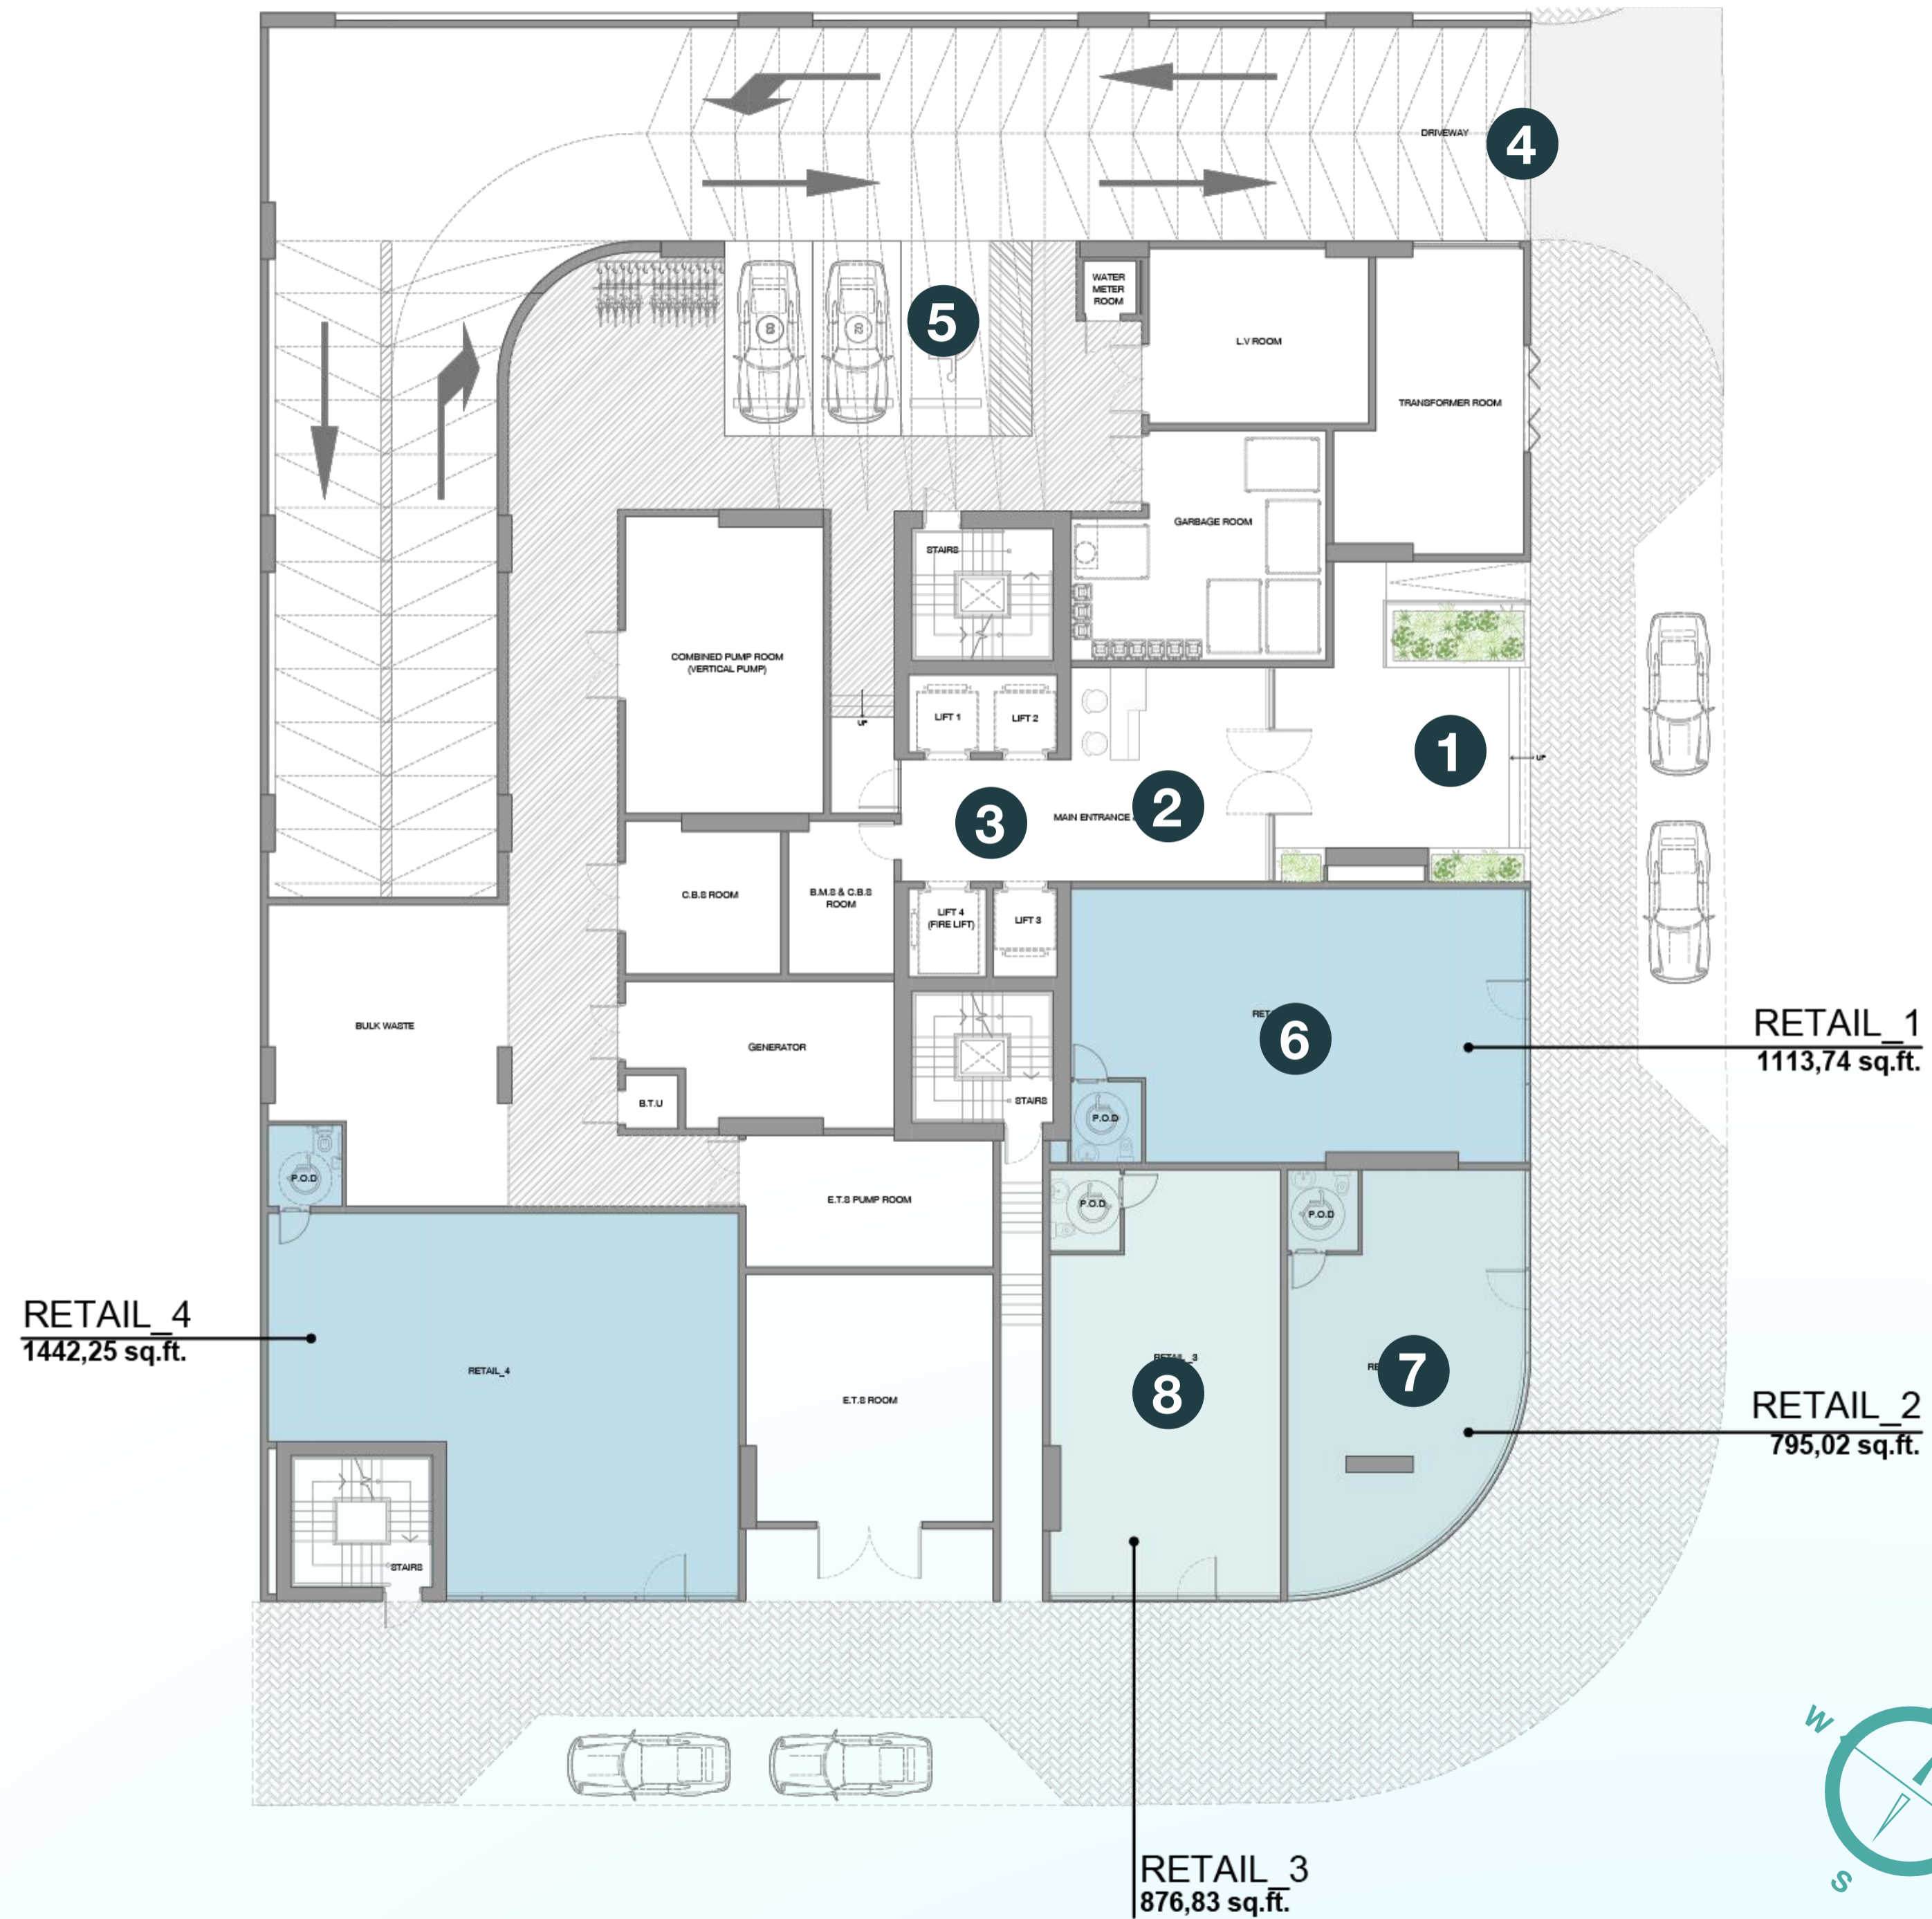 DRIVEWAY
4
WATER
METER
ROOM
5
L.V ROOM
03
02
TRANSFORMER ROOM
GARBAGE ROOM
STAIRS
COMBINED PUMP ROOM
(VERTICAL PUMP)
LIFT 1
LIFT 2
UP
1
UP
2
3
MAIN ENTRANCE
C.B.S ROOM
B.M.S & C.B.S
ROOM
LIFT 4
(FIRE LIFT)
LIFT 3
BULK WASTE
GENERATOR
6
RETAIL_1
1113,74 sq.ft.
B.T.U
STAIRS
P.O.D
P.O.D
E.T.S PUMP ROOM
P.O.D
P.O.D
RETAIL_4
1442,25 sq.ft.
RETAIL_4
E.T.S ROOM
RETAIL_3
8
7
RETAIL_2
795,02 sq.ft.
STAIRS
W
S
RETAIL_3
876,83 sq.ft.